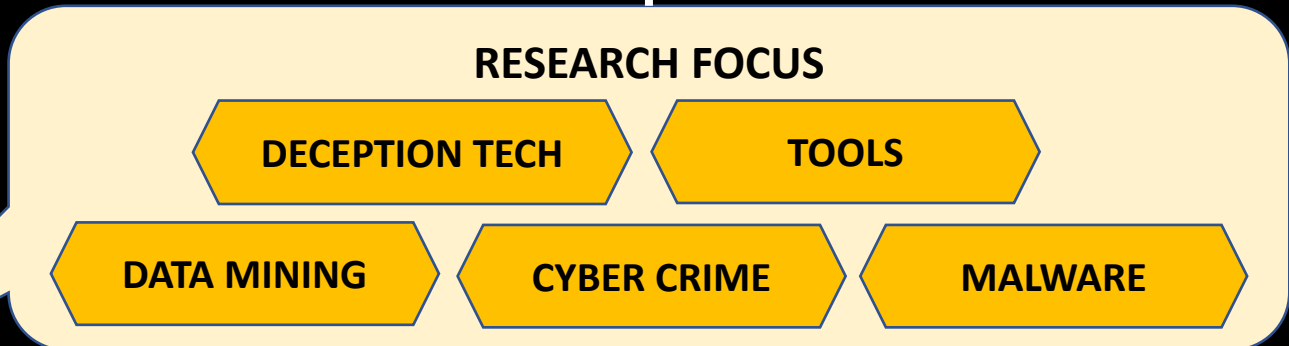 RESEARCH FOCUS
DECEPTION TECH
TOOLS
DATA MINING
CYBER CRIME
MALWARE